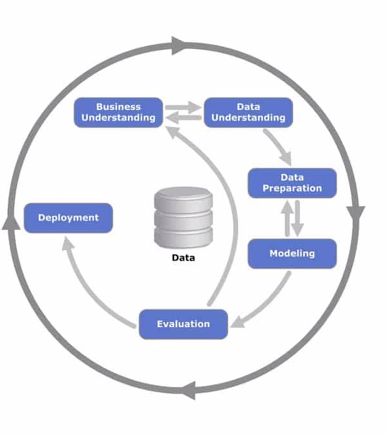 Business
Understanding
Data
Understanding
Data
Preparation
Modeling
Evaluation
Deployment
Data